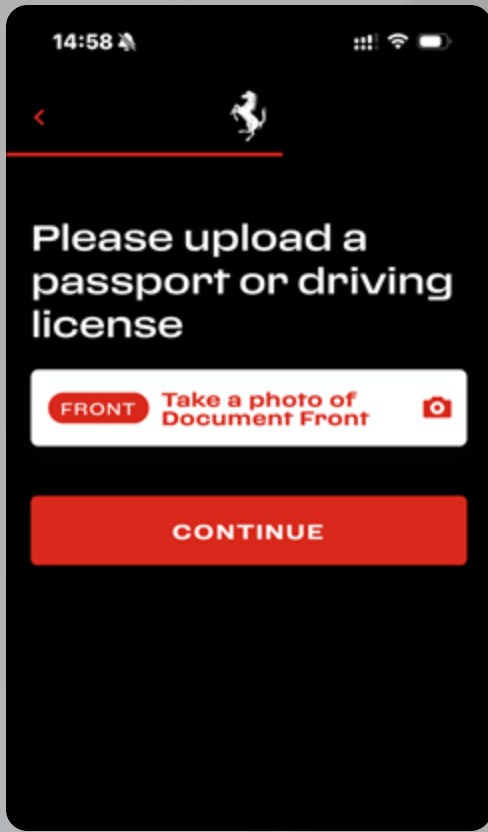 14:58
Please upload a
passport or driving
license
FRONT
Take a photo of
Document Front
CONTINUE